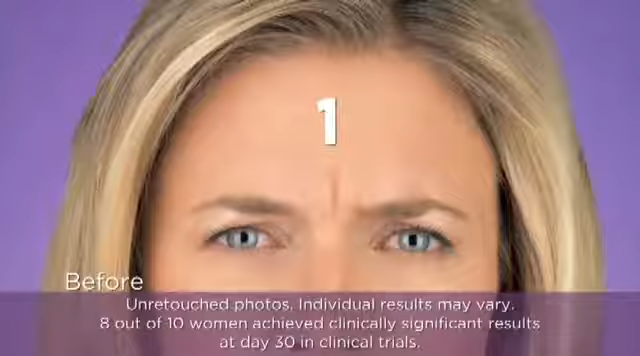 1
Before
Unretouched photos. Individual results may vary.
8 out of 10 women achieved clinically significant results
at day 30 in clinical trials.